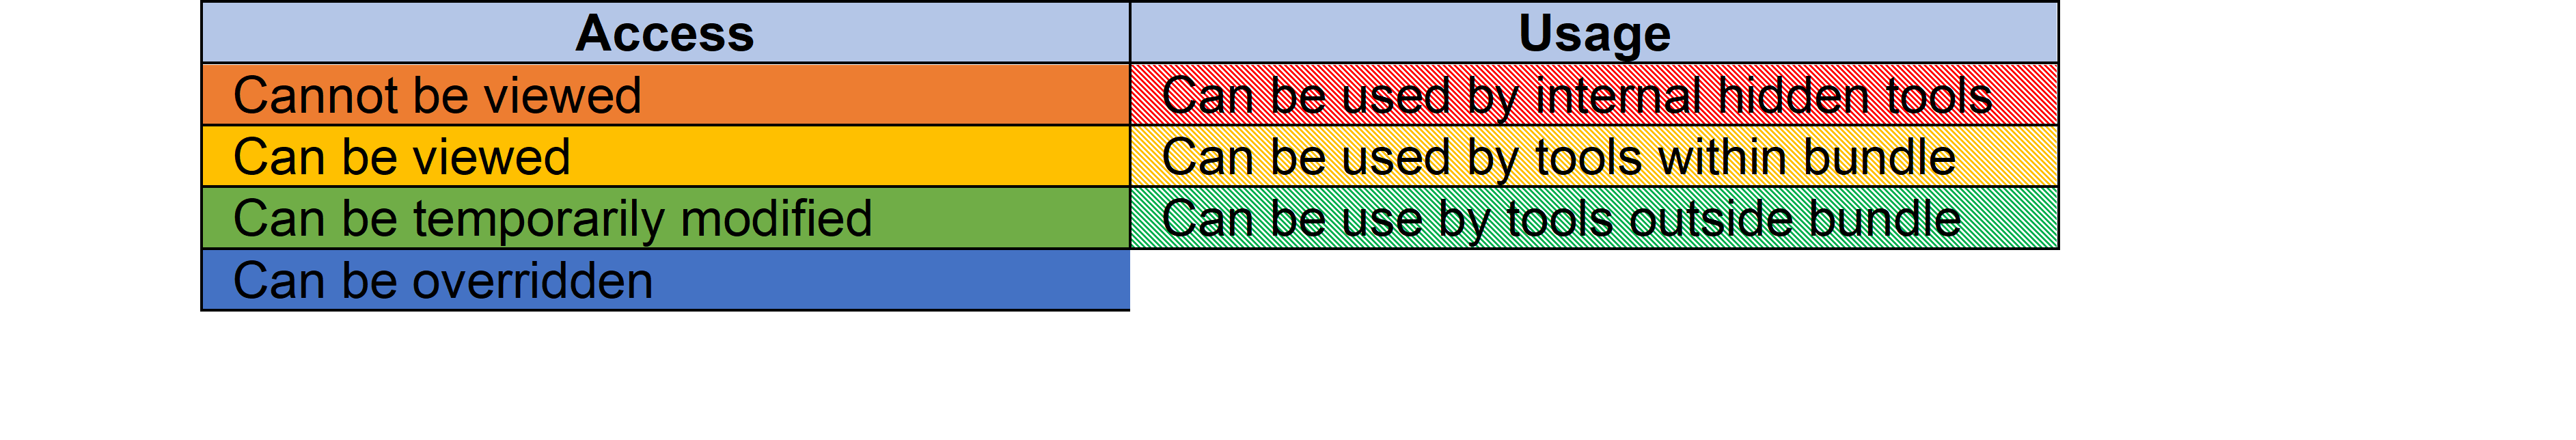 Access Usage
Cannot be viewed Can be used by internal hidden tools
Can be viewed Can be used by tools within bundle
Can be temporarily modified Can be use by tools outside bundle
Can be overridden